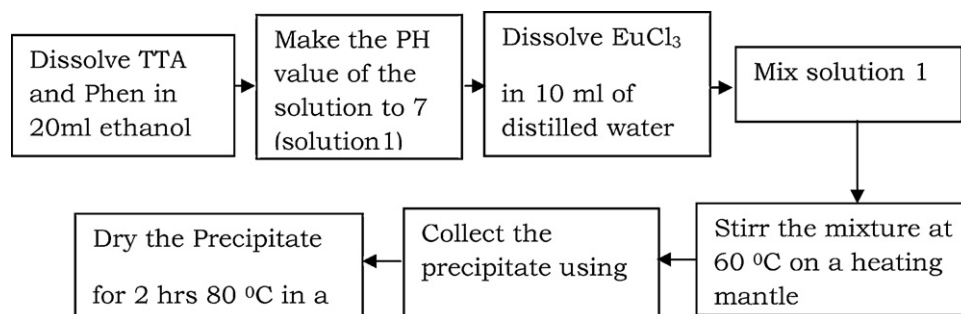 Dissolve TTA
and Phen in
20ml ethanol
Make the PH
value of the
solution to 7
(solution1)
Dissolve EuCl₃
in 10 ml of
distilled water
Mix solution 1
Stirr the mixture at
60 ⁰C on a heating
mantle
Collect the
precipitate using
Dry the Precipitate
for 2 hrs 80 ⁰C in a